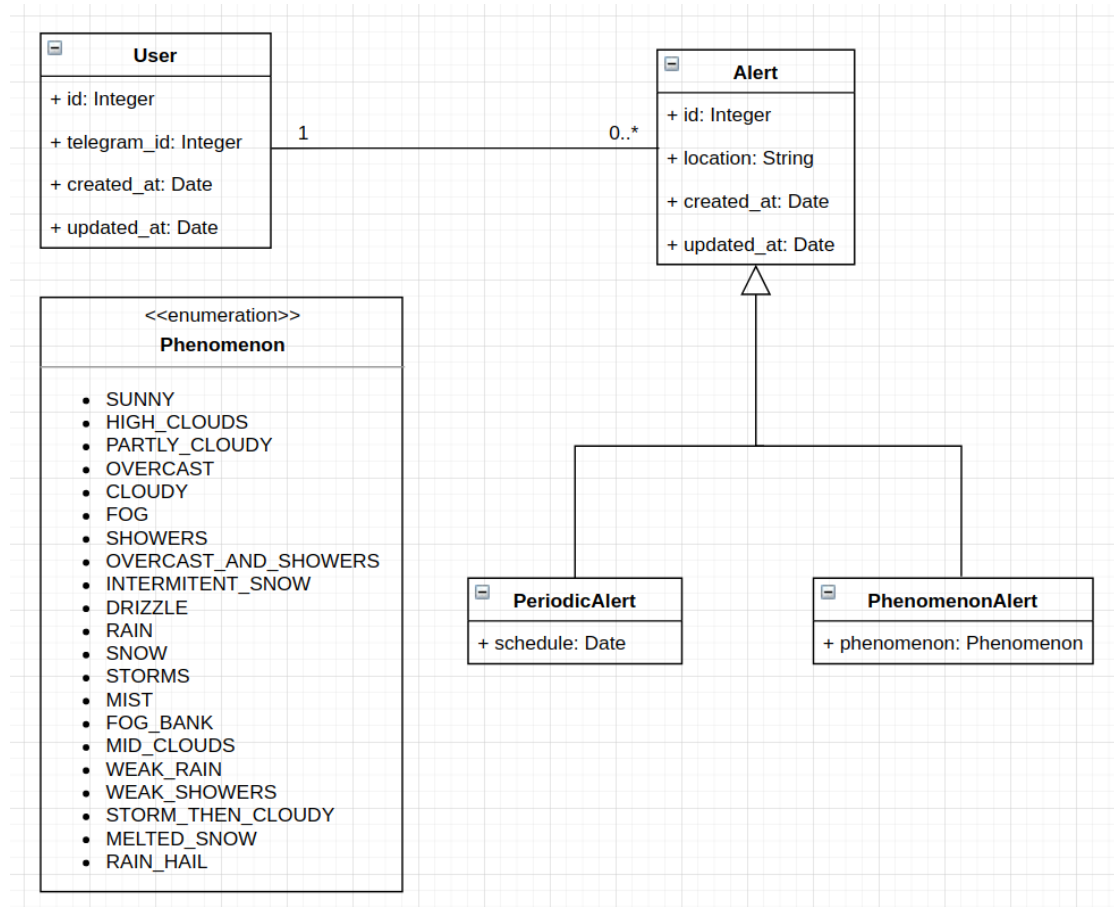 User
+ id: Integer
+ telegram_id: Integer
+ created_at: Date
+ updated_at: Date
1
0..*
Alert
+ id: Integer
+ location: String
+ created_at: Date
+ updated_at: Date
<<enumeration>>
Phenomenon
SUNNY
HIGH_CLOUDS
PARTLY_CLOUDY
OVERCAST
CLOUDY
FOG
SHOWERS
OVERCAST_AND_SHOWERS
INTERMITENT_SNOW
DRIZZLE
RAIN
SNOW
STORMS
MIST
FOG_BANK
MID_CLOUDS
WEAK_RAIN
WEAK_SHOWERS
STORM_THEN_CLOUDY
MELTED_SNOW
RAIN_HAIL
PeriodicAlert
+ schedule: Date
PhenomenonAlert
+ phenomenon: Phenomenon